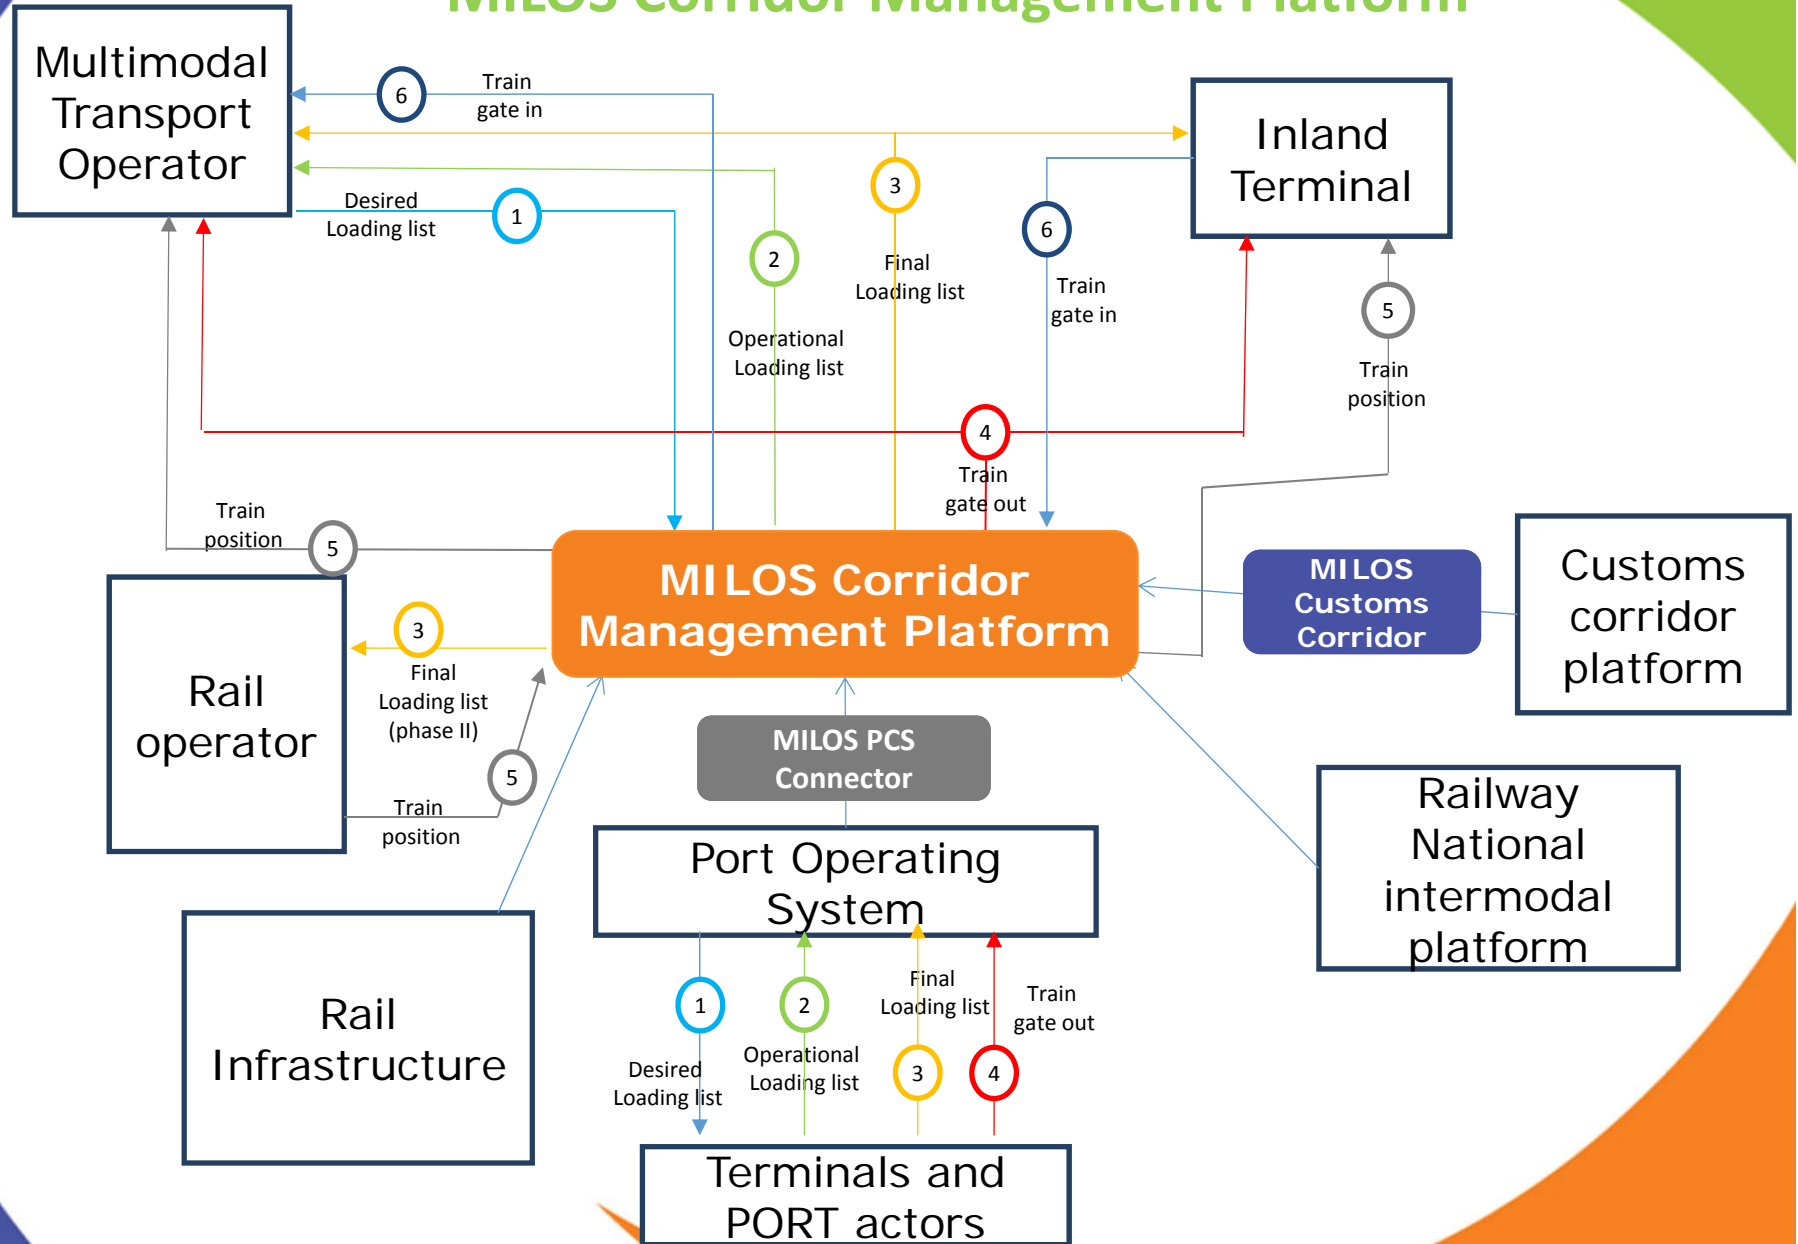 MILOS Corridor Management Platform
Multimodal
Transport
Operator
6
Train
gate in
Inland
Terminal
3
Desired
Loading list
1
2
Final
Loading list
6
Train
gate in
5
Train
position
Operational
Loading list
4
Train
gate out
Train
position
5
MILOS Corridor
Management Platform
MILOS
Customs
Corridor
Customs
corridor
platform
3
Final
Loading list
(phase II)
Rail
operator
5
Train
position
MILOS PCS
Connector
Railway
National
intermodal
platform
Port Operating
System
Rail
Infrastructure
1
Desired
Loading list
2
Operational
Loading list
Final
Loading list
3
Train
gate out
4
Terminals and
PORT actors